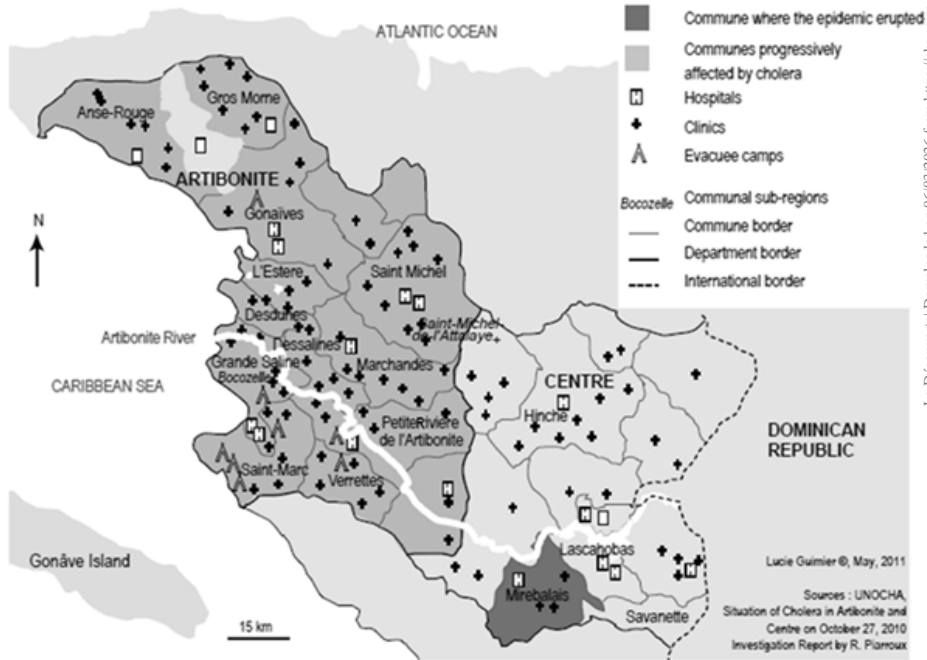 ATLANTIC OCEAN
Commune where the epidemic erupted
Communes progressively
affected by cholera
H Hospitals
Clinics
Evacuee camps
Bocozelle Communal sub-regions
Commune border
Department border
International border
N
Anse-Rouge
Gros Morne
ARTIBONITE
Gonaïves
L'Estere
Saint Michel
Desdunes
Saint-Michel
de l'Attalaye
Artibonite River
Dessalines
Grande Saline
Bocozelle
Marchandes
CARIBBEAN SEA
CENTRE
Hinche
PetiteRiviere
de l'Artibonite
DOMINICAN
REPUBLIC
Saint-Marc
Verrettes
Gonâve Island
Lascahobas
Mirebalais
Savanette
15 km
Lucie Guimier ©, May, 2011
Sources : UNOCHA,
Situation of Cholera in Artibonite and
Centre on October 27, 2010
Investigation Report by R. Piarroux